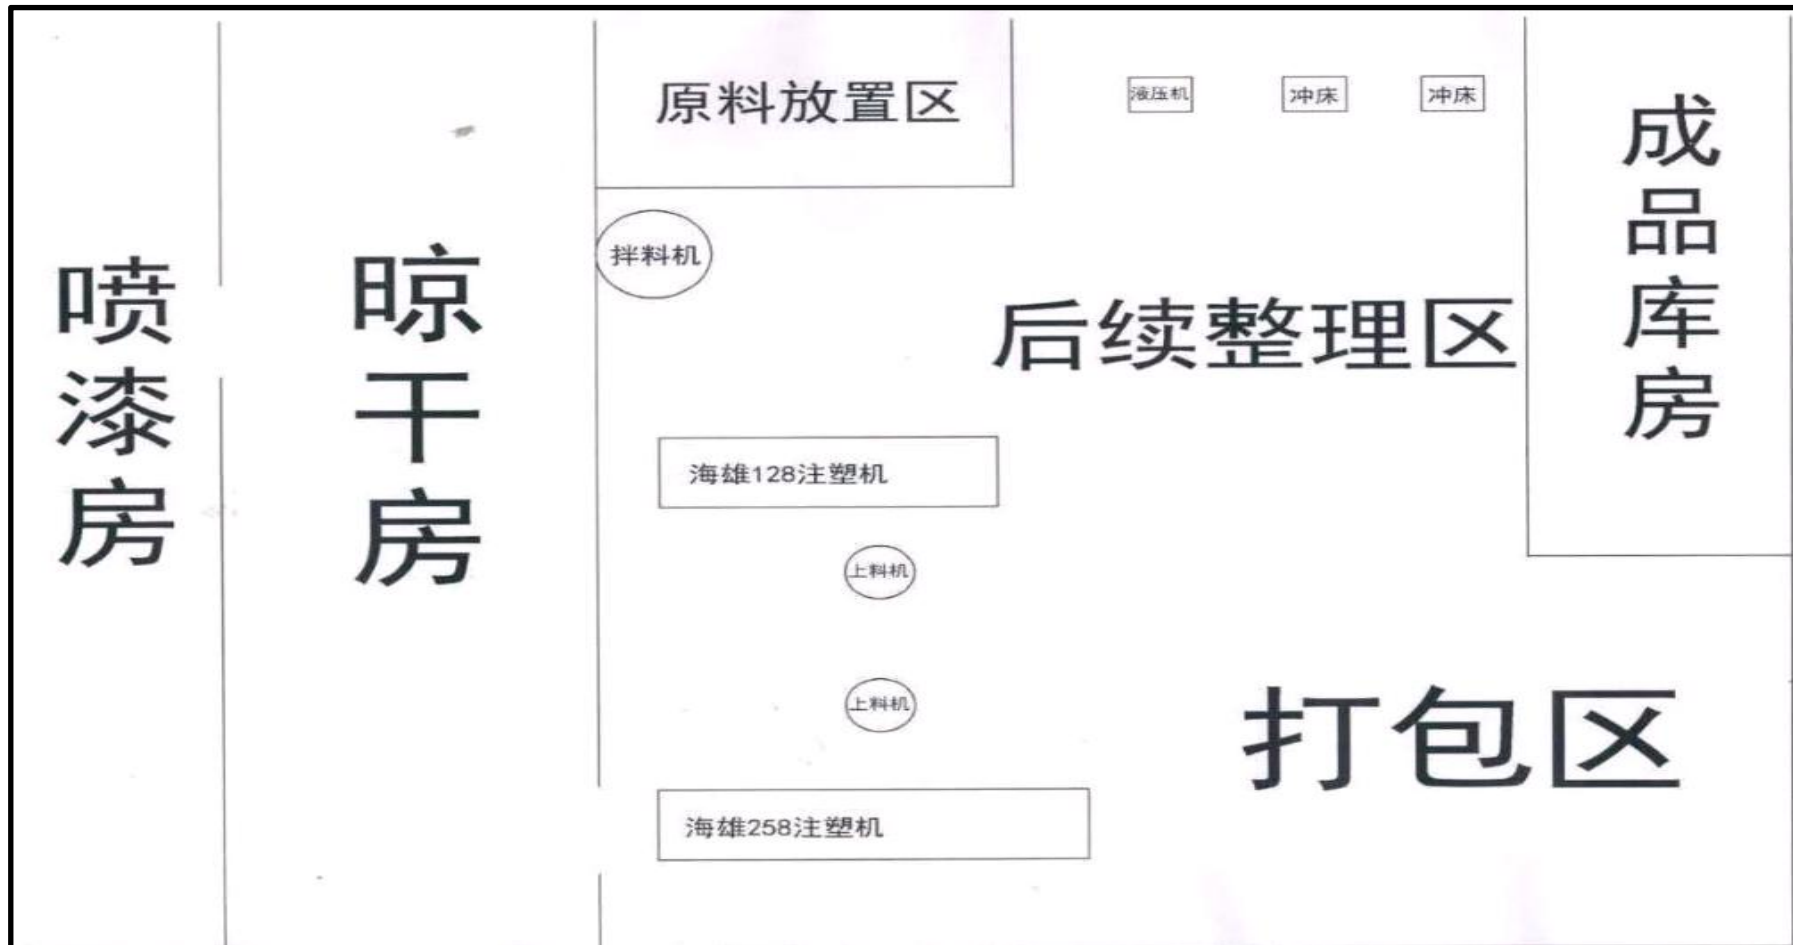 原料放置区
液压机
冲床
冲床
成品库房
喷漆房
晾干房
拌料机
后续整理区
海雄128注塑机
上料机
上料机
打包区
海雄258注塑机